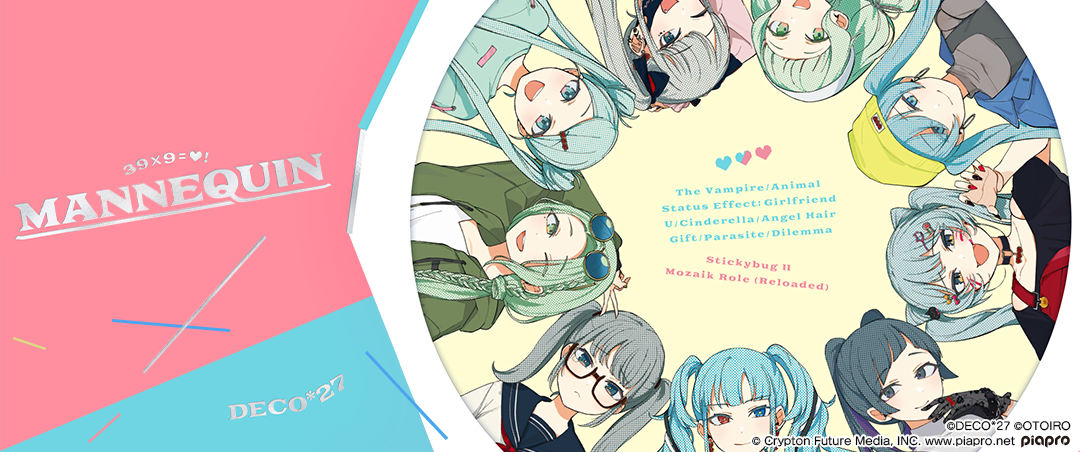 39×9=♥!
MANNEQUIN
DECO*27
The Vampire/Animal
Status Effect: Girlfriend
U/Cinderella/Angel Hair
Gift/Parasite/Dilemma
Stickybug II
Mozaik Role (Reloaded)
©DECO*27 ©OTOIRO
© Crypton Future Media, INC. www.piapro.net piapro